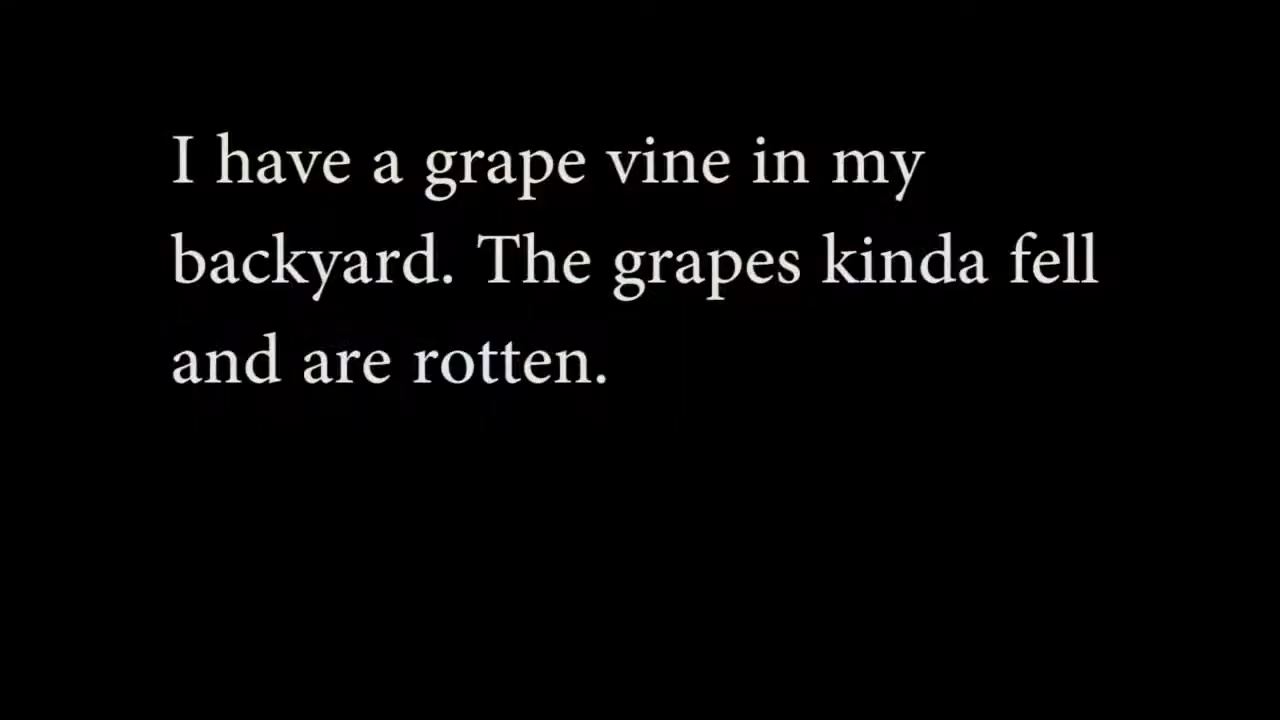 I have a grape vine in my
backyard. The grapes kinda fell
and are rotten.